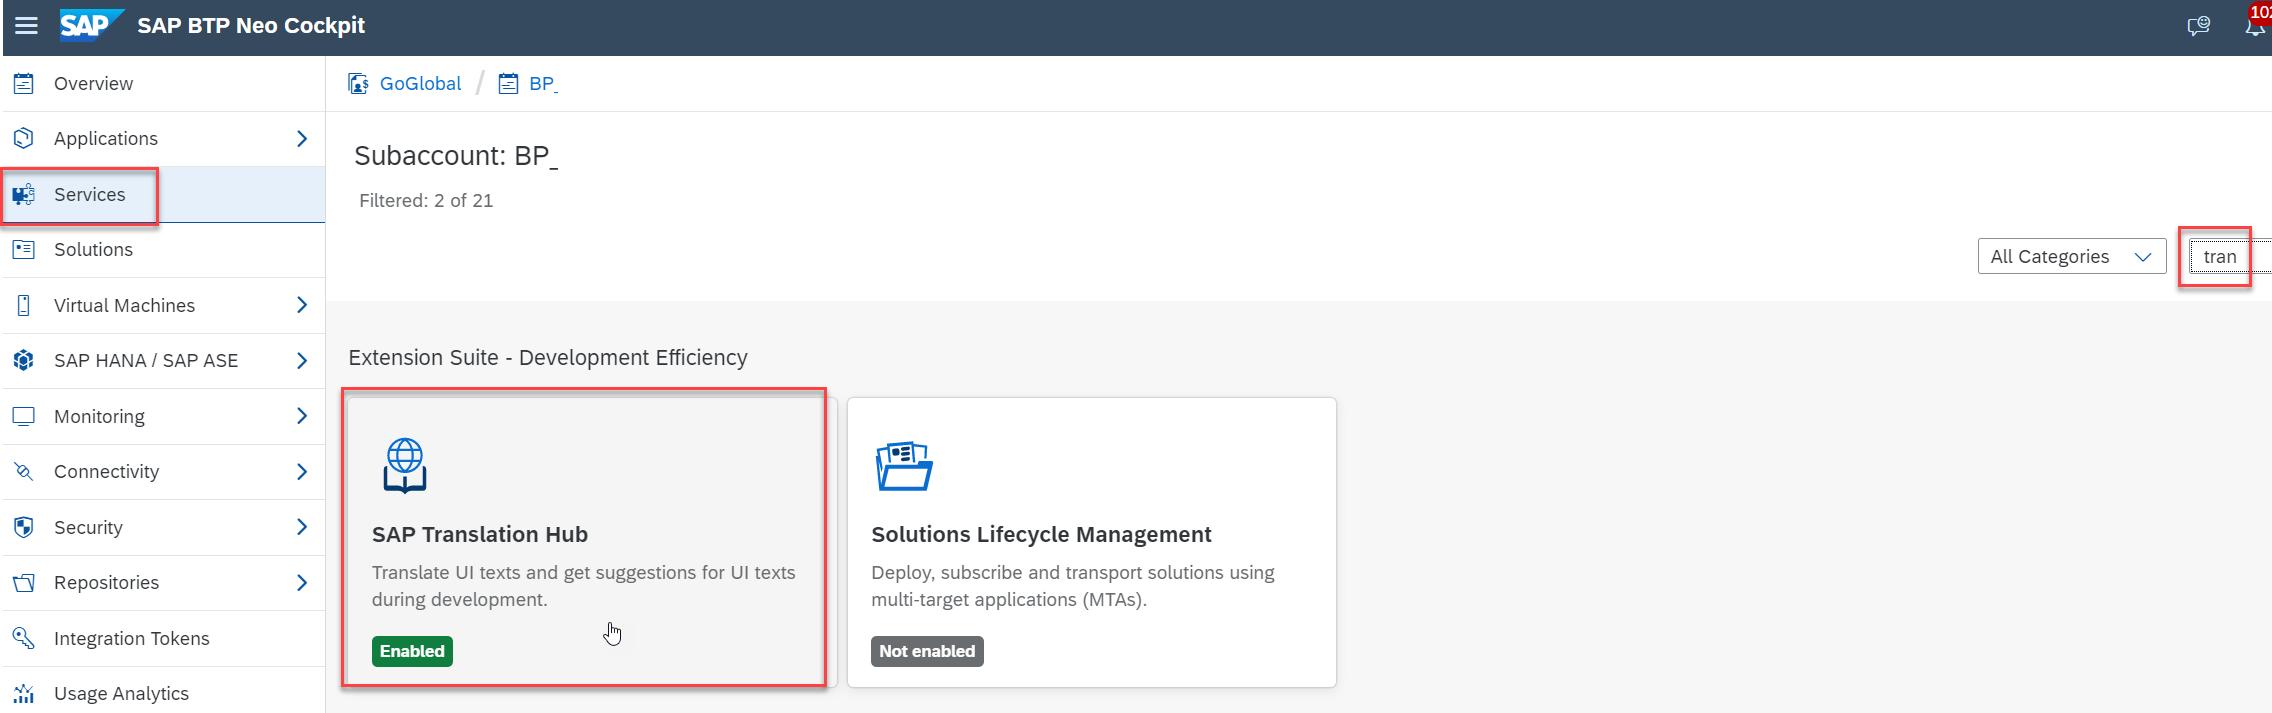 SAP SAP BTP Neo Cockpit
102
Overview
Applications
Services
Solutions
Virtual Machines
SAP HANA / SAP ASE
Monitoring
Connectivity
Security
Repositories
Integration Tokens
Usage Analytics
GoGlobal / BP_
Subaccount: BP_
Filtered: 2 of 21
All Categories
tran
Extension Suite - Development Efficiency
SAP Translation Hub
Translate UI texts and get suggestions for UI texts
during development.
Enabled
Solutions Lifecycle Management
Deploy, subscribe and transport solutions using
multi-target applications (MTAs).
Not enabled